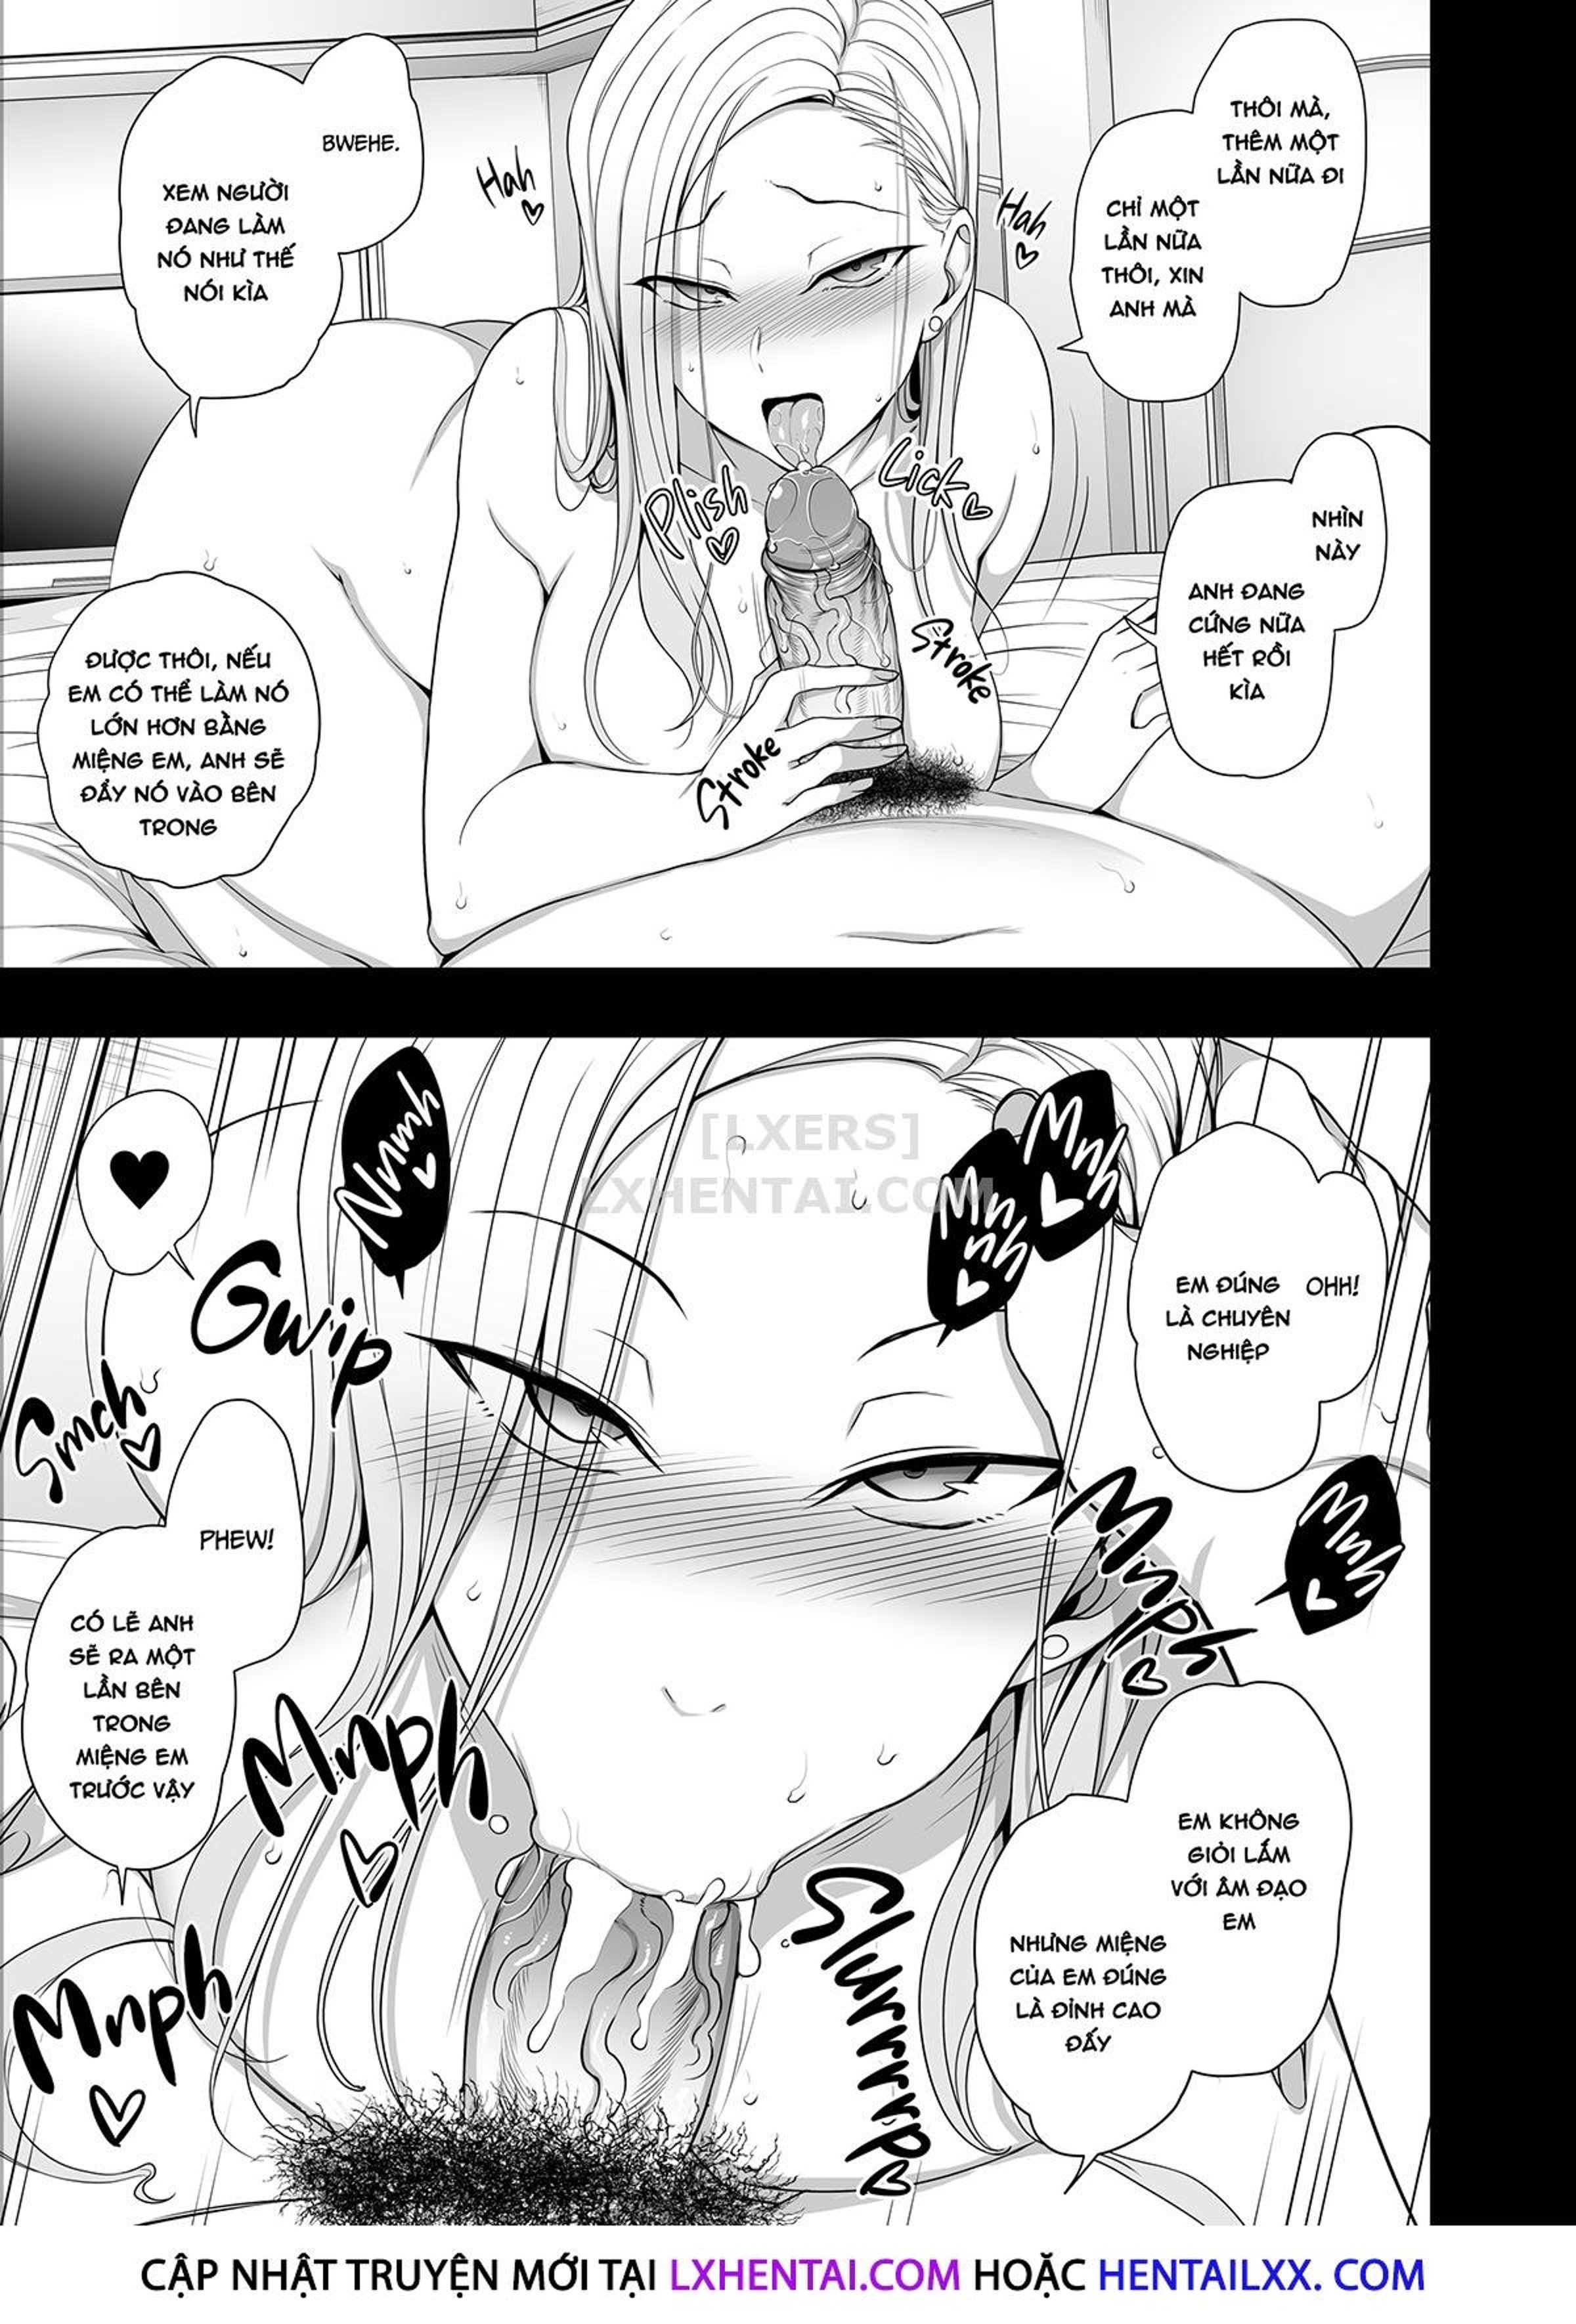 THÔI MÀ,
THÊM MỘT
LẦN NỮA ĐI
CHỈ MỘT
LẦN NỮA
THÔI, XIN
ANH MÀ
Hah
Hah
BWEHE.
XEM NGƯỜI
ĐANG LÀM
NÓ NHƯ THẾ
NÓI KÌA
Lick
Plish
NHÌN
NÀY
ANH ĐANG
CỨNG NỮA
HẾT RỒI
KÌA
Stroke
Stroke
ĐƯỢC THÔI, NẾU
EM CÓ THỂ LÀM NÓ
LỚN HƠN BẰNG
MIỆNG EM, ANH SẼ
ĐẨY NÓ VÀO BÊN
TRONG
[LXERS]
LXHENTAI.COM
Mnh
Mn
nh
Nnmh
OHH!
EM ĐÚNG
LÀ CHUYÊN
NGHIỆP
Gwip
Smch
Mnph
Mnh
PHEW!
CÓ LẼ ANH
SẼ RA MỘT
LẦN BÊN
TRONG
MIỆNG EM
TRƯỚC VẬY
Mnph
EM KHÔNG
GIỎI LẮM
VỚI ÂM ĐẠO
EM
NHƯNG MIỆNG
CỦA EM ĐÚNG
LÀ ĐỈNH CAO
ĐẤY
Slurrrrp
Mnph
CẬP NHẬT TRUYỆN MỚI TẠI LXHENTAI.COM HOẶC HENTAILXX. COM